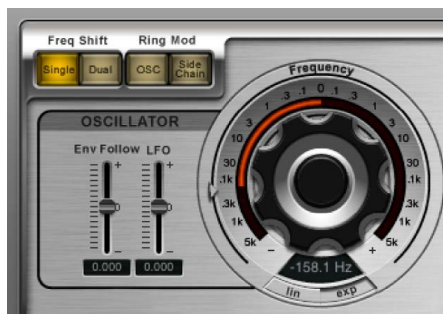 Freq Shift Ring Mod
Single Dual OSC Side Chain
Frequency
5k 1k .3k .1k 30 10 3 1 .3 .1 0 .1 .3 1 3 10 30 .1k .3k 1k 5k
OSCILLATOR
Env Follow LFO
+ +
- -
0.000 0.000
- +
-158.1 Hz
lin exp